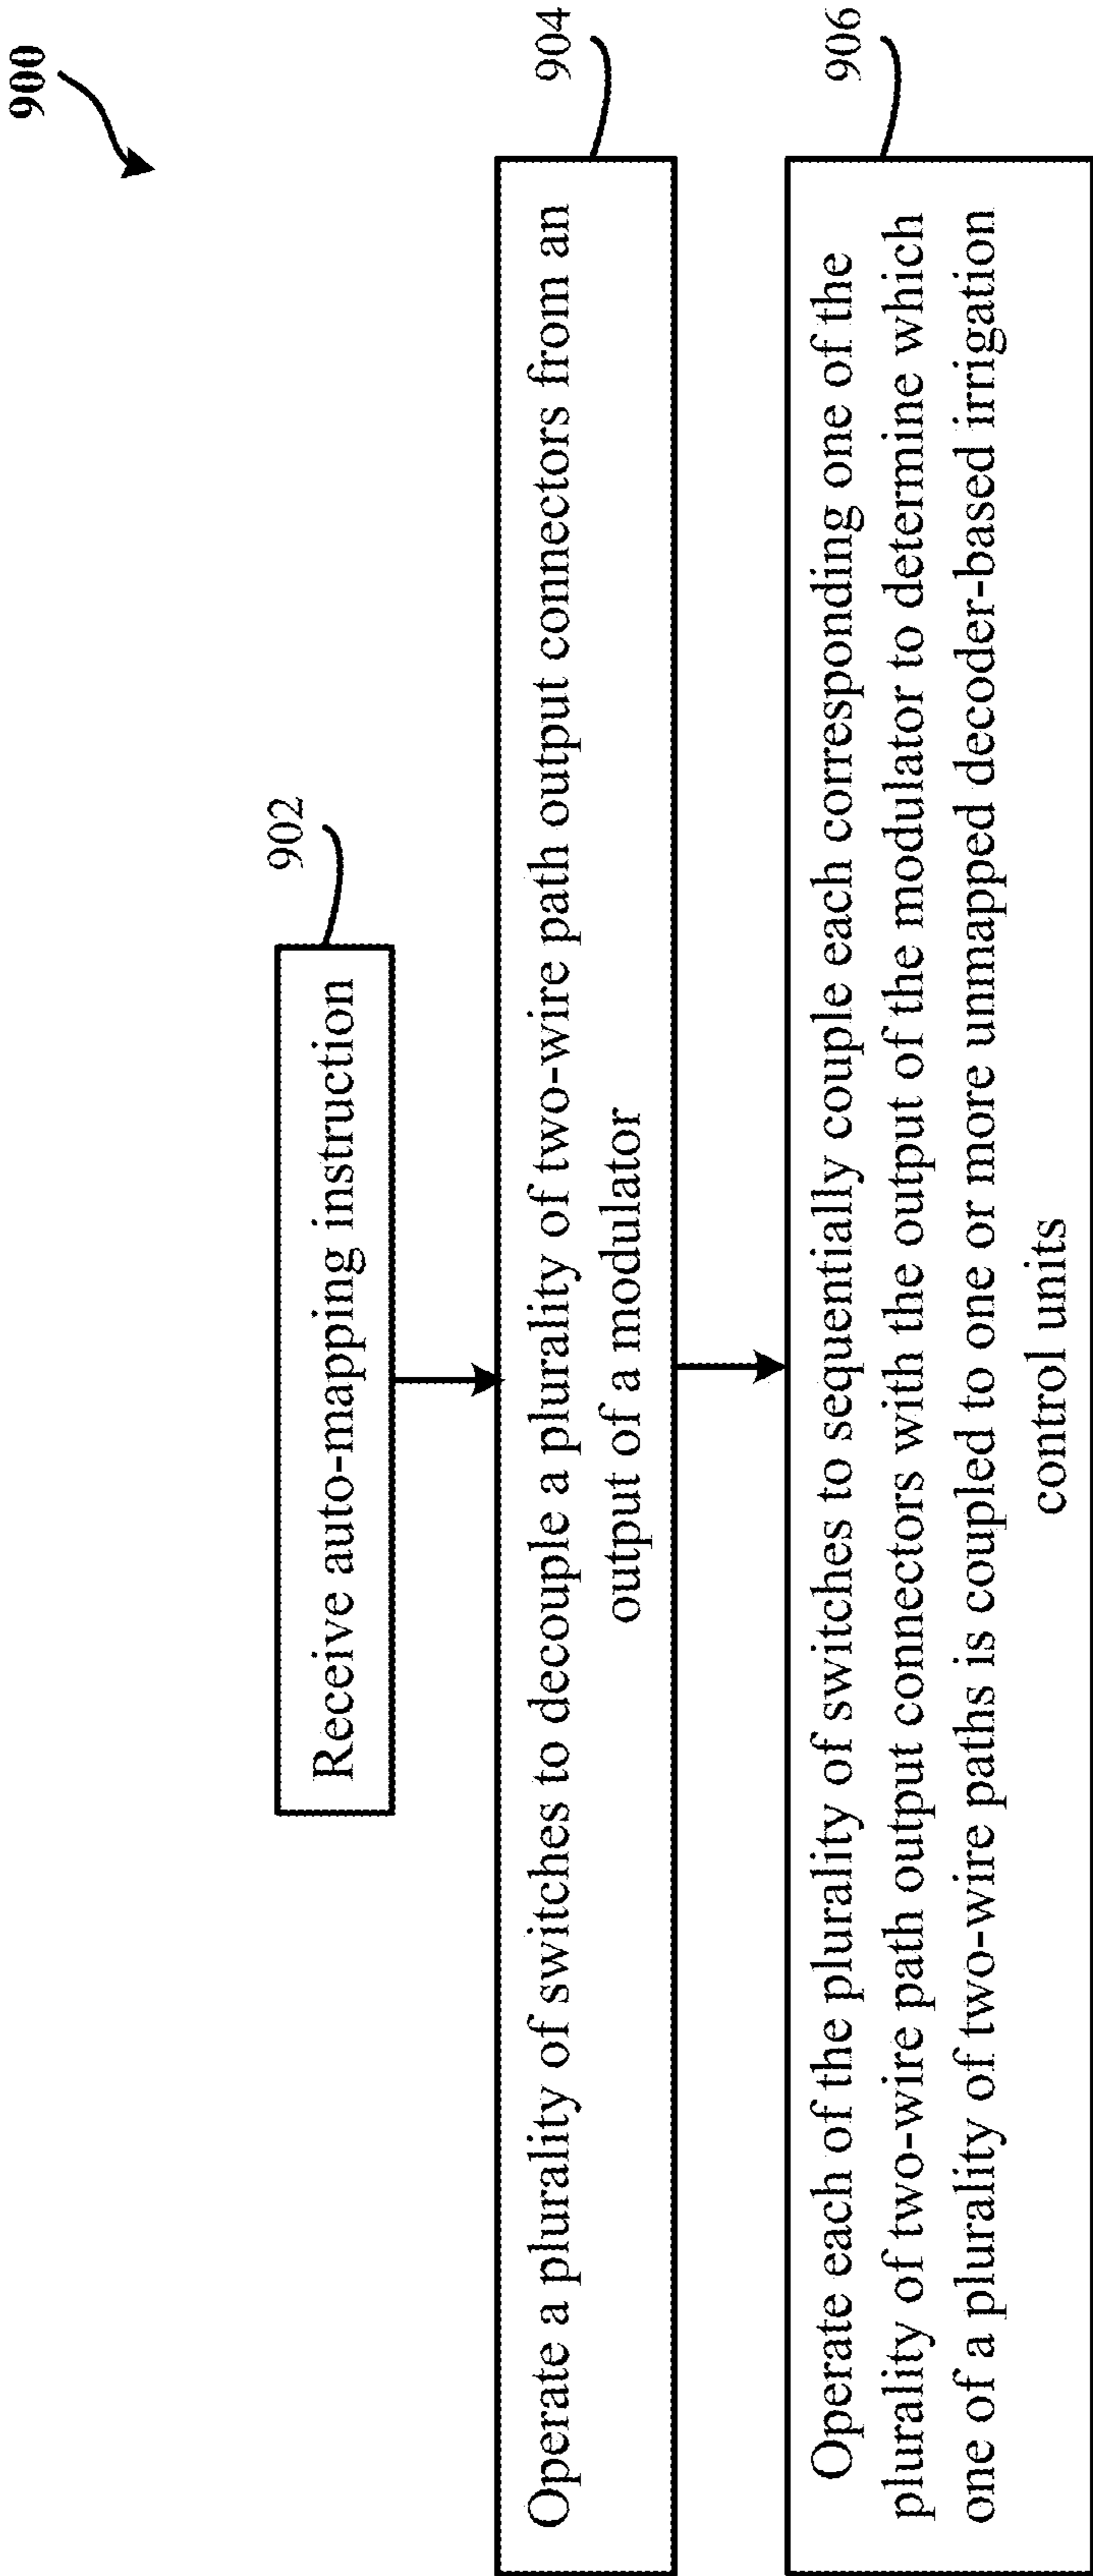 900
902
Receive auto-mapping instruction
904
Operate a plurality of switches to decouple a plurality of two-wire path output connectors from an
output of a modulator
906
Operate each of the plurality of switches to sequentially couple each corresponding one of the
plurality of two-wire path output connectors with the output of the modulator to determine which
one of a plurality of two-wire paths is coupled to one or more unmapped decoder-based irrigation
control units